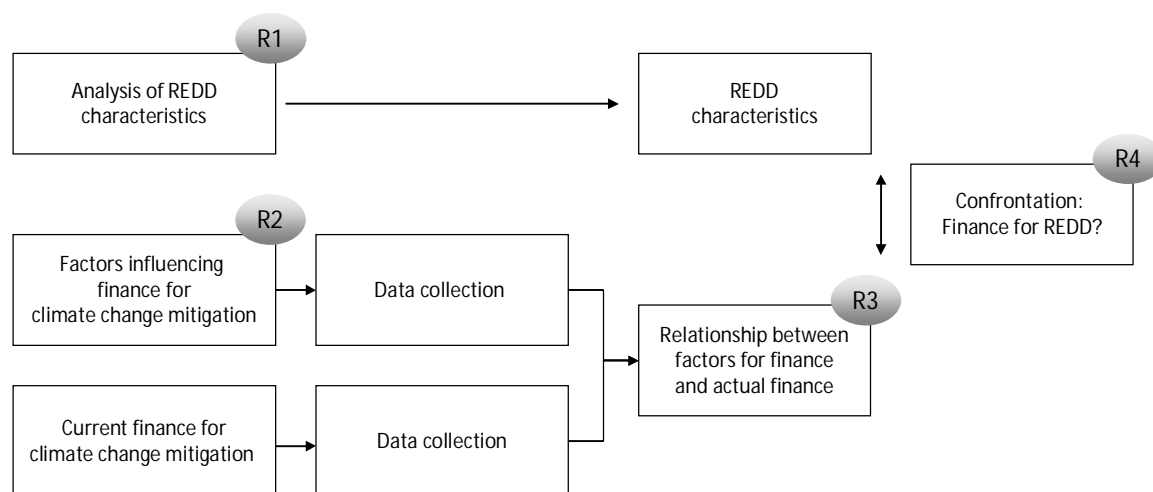 R1
Analysis of REDD
characteristics
REDD
characteristics
R4
Confrontation:
Finance for REDD?
R2
Factors influencing
finance for
climate change mitigation
Data collection
R3
Relationship between
factors for finance
and actual finance
Current finance for
climate change mitigation
Data collection